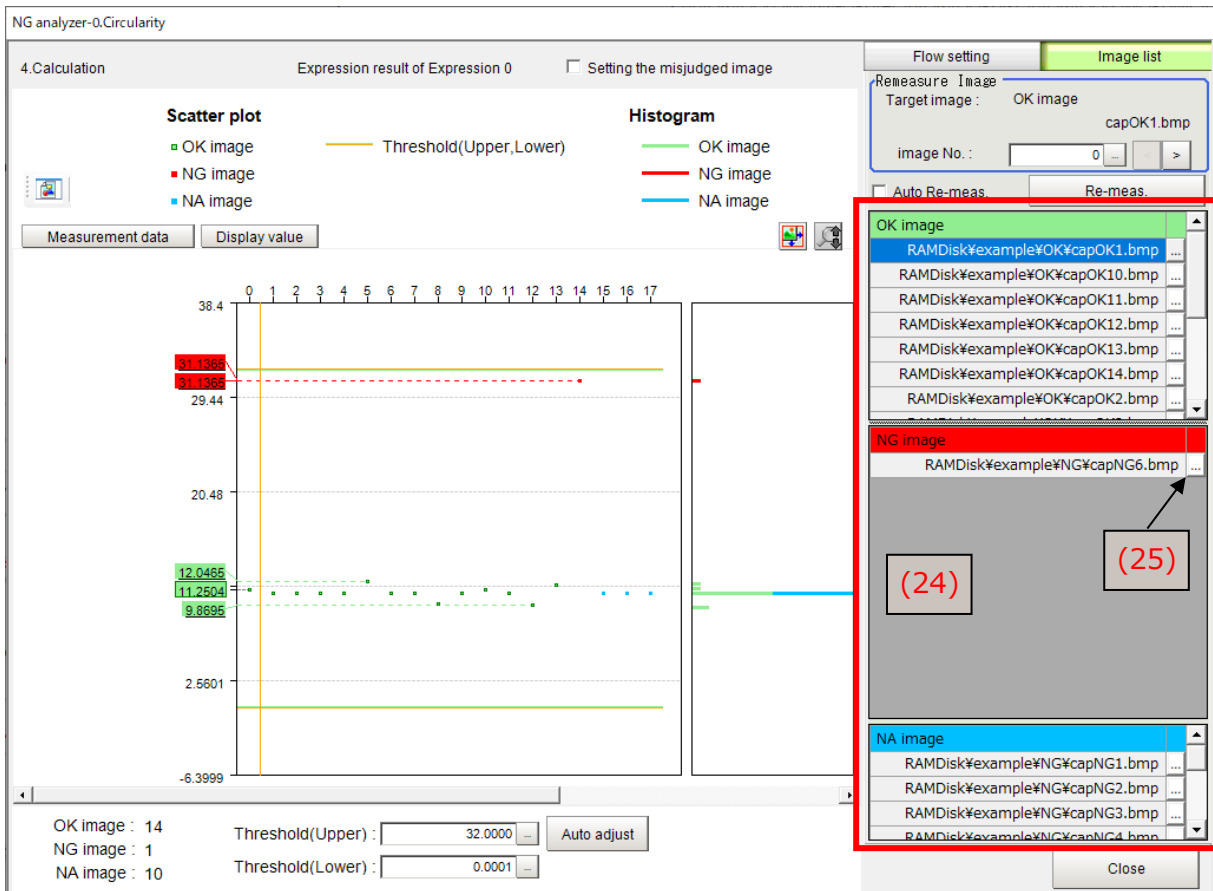 NG analyzer-0.Circularity
4.Calculation
Expression result of Expression 0
Setting the misjudged image
Scatter plot
OK image
NG image
NA image
Threshold(Upper,Lower)
Histogram
OK image
NG image
NA image
Measurement data
Display value
0 1 2 3 4 5 6 7 8 9 10 11 12 13 14 15 16 17
38.4
31.1365
31.1365
29.44
20.48
12.0465
11.2504
9.8695
2.5601
-6.3999
OK image : 14
NG image : 1
NA image : 10
Threshold(Upper) : 32.0000 ...
Threshold(Lower) : 0.0001 ...
Auto adjust
Flow setting
Image list
Remeasure Image
Target image : OK image
capOK1.bmp
image No. : 0 ... < >
Auto Re-meas.
Re-meas.
OK image
RAMDisk¥example¥OK¥capOK1.bmp ...
RAMDisk¥example¥OK¥capOK10.bmp ...
RAMDisk¥example¥OK¥capOK11.bmp ...
RAMDisk¥example¥OK¥capOK12.bmp ...
RAMDisk¥example¥OK¥capOK13.bmp ...
RAMDisk¥example¥OK¥capOK14.bmp ...
RAMDisk¥example¥OK¥capOK2.bmp ...
NG image
RAMDisk¥example¥NG¥capNG6.bmp ...
(24)
(25)
NA image
RAMDisk¥example¥NG¥capNG1.bmp ...
RAMDisk¥example¥NG¥capNG2.bmp ...
RAMDisk¥example¥NG¥capNG3.bmp ...
RAMDisk¥example¥NG¥capNG4.bmp ...
Close